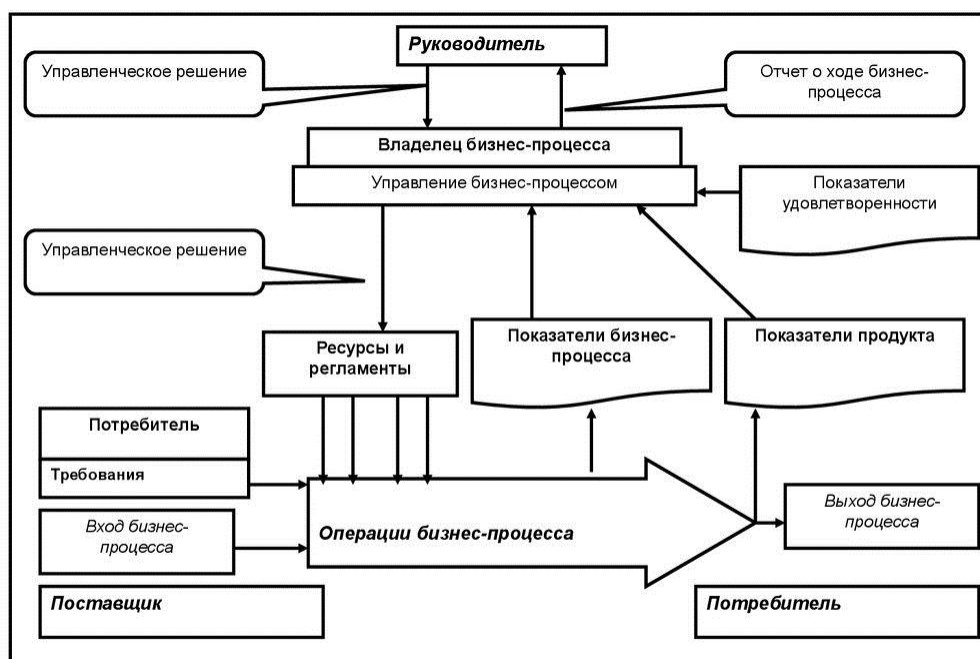 Руководитель
Управленческое решение
Отчет о ходе бизнес-
процесса
Владелец бизнес-процесса
Управление бизнес-процессом
Показатели
удовлетворенности
Управленческое решение
Ресурсы и
регламенты
Показатели бизнес-
процесса
Показатели продукта
Потребитель
Требования
Вход бизнес-
процесса
Операции бизнес-процесса
Выход бизнес-
процесса
Поставщик
Потребитель